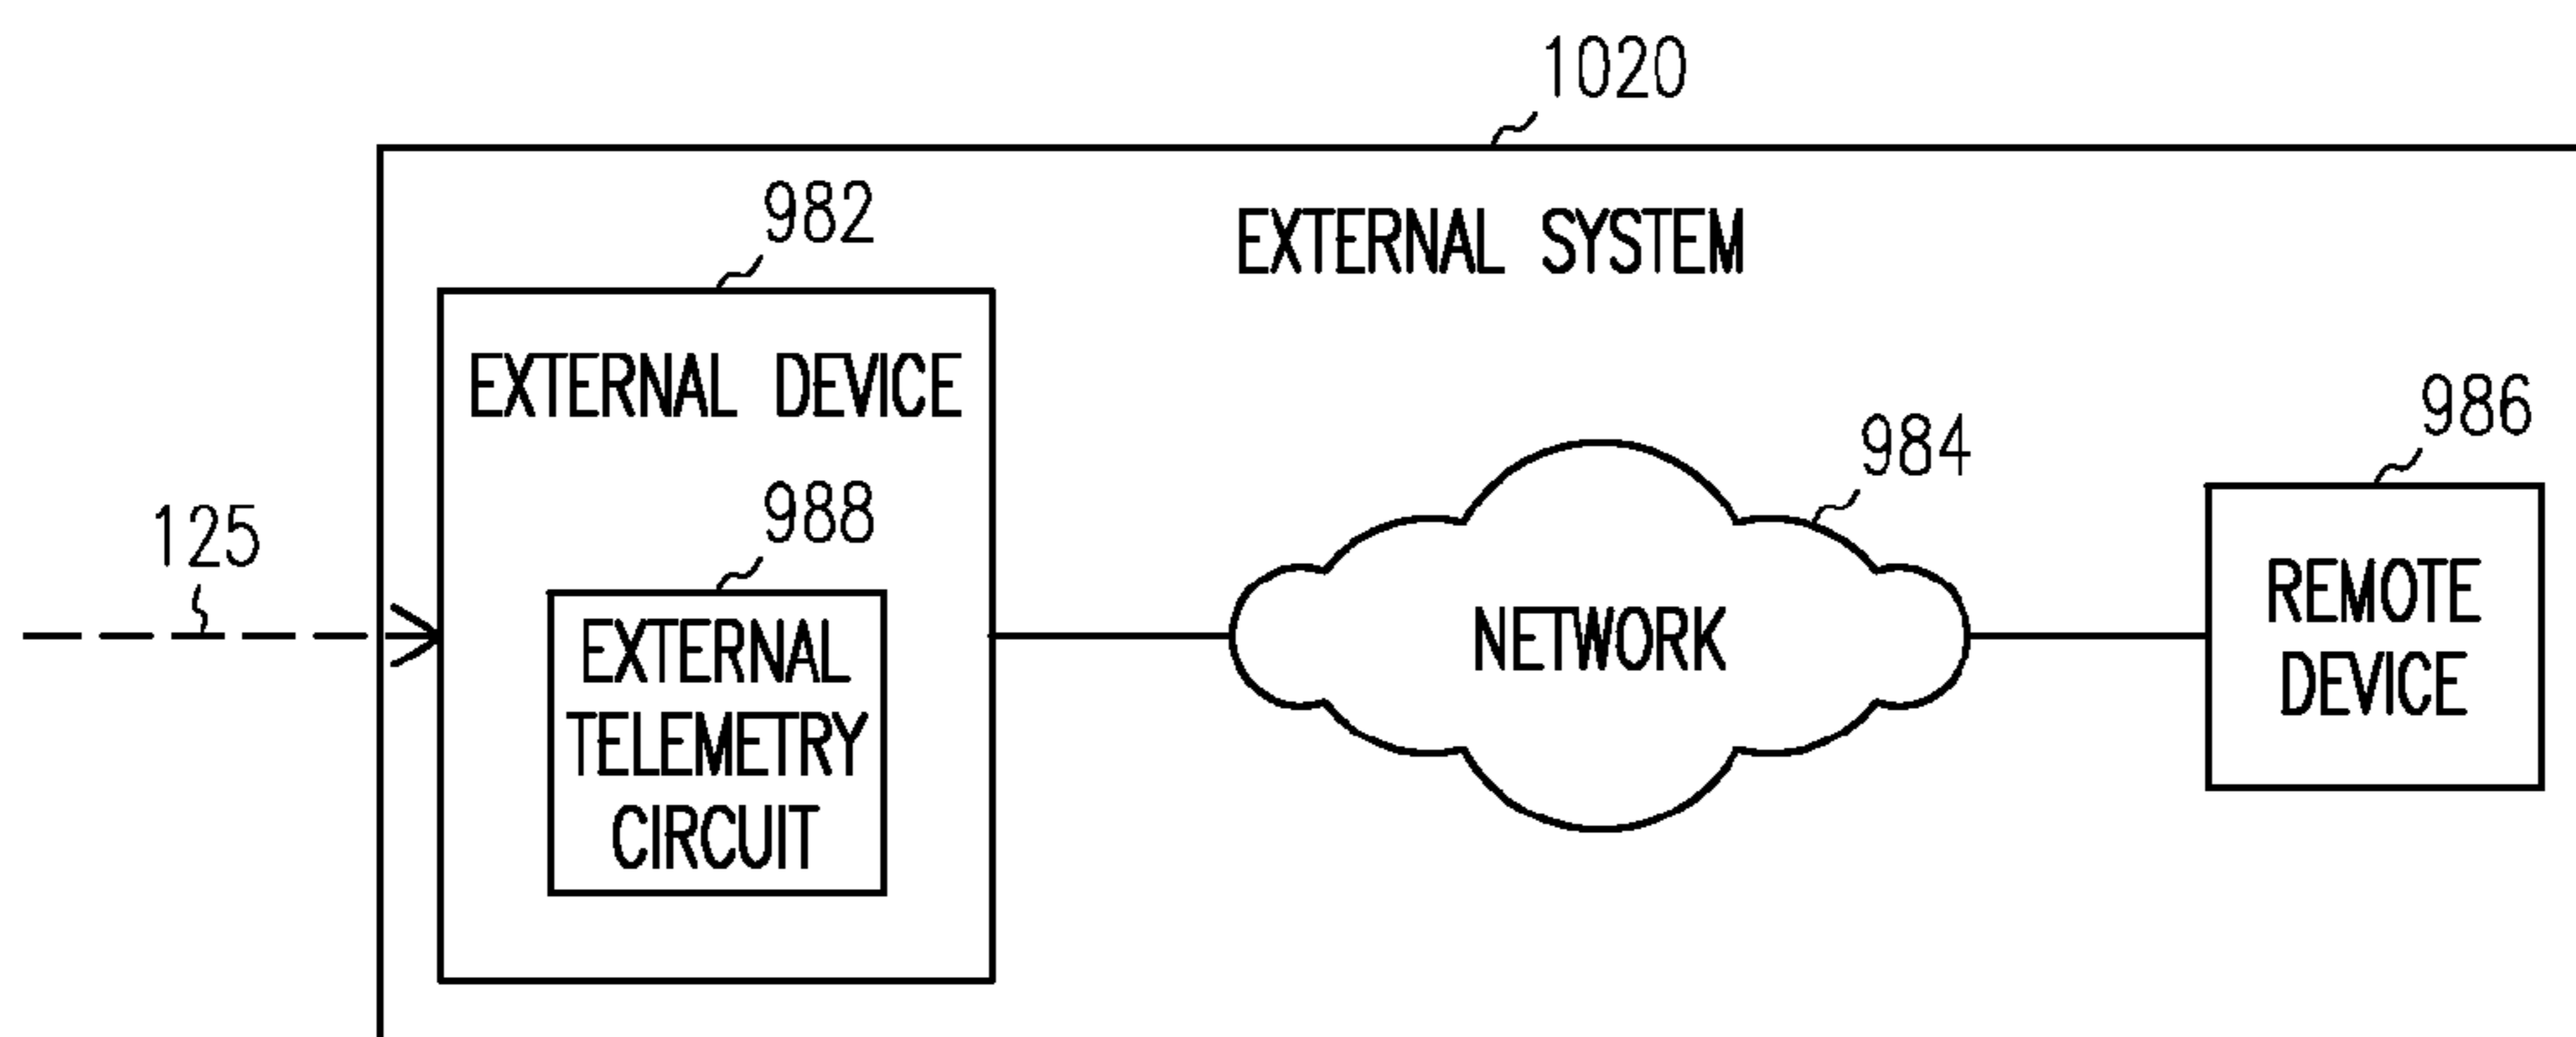 1020
EXTERNAL SYSTEM
982
EXTERNAL DEVICE
988
EXTERNAL
TELEMETRY
CIRCUIT
125
984
NETWORK
986
REMOTE
DEVICE